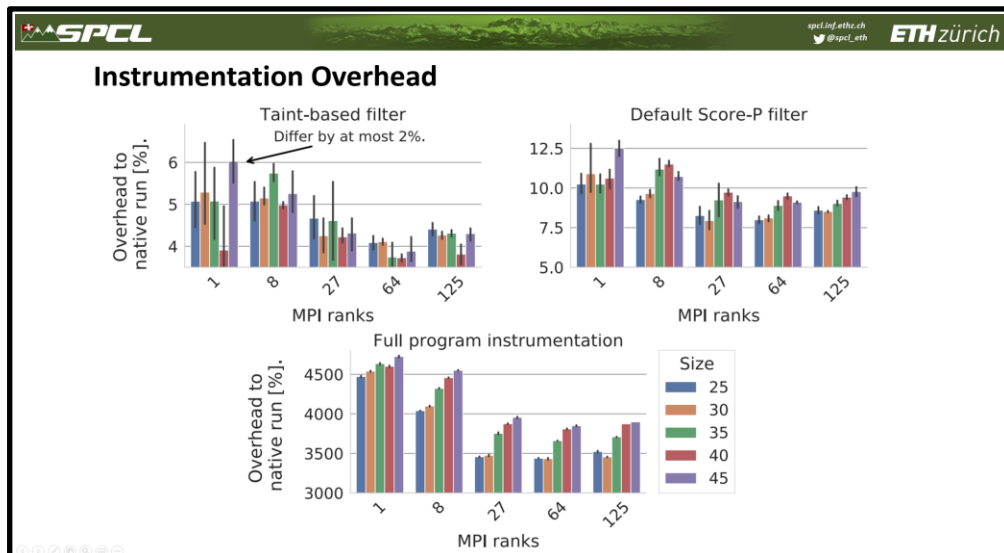 SPCL
spcl.inf.ethz.ch
@spcl_eth
ETH zürich
Instrumentation Overhead
Taint-based filter
Differ by at most 2%.
Overhead to
native run [%].
6
5
4
1
8
27
64
125
MPI ranks
Default Score-P filter
12.5
10.0
7.5
5.0
1
8
27
64
125
MPI ranks
Full program instrumentation
Overhead to
native run [%].
4500
4000
3500
3000
1
8
27
64
125
MPI ranks
Size
25
30
35
40
45